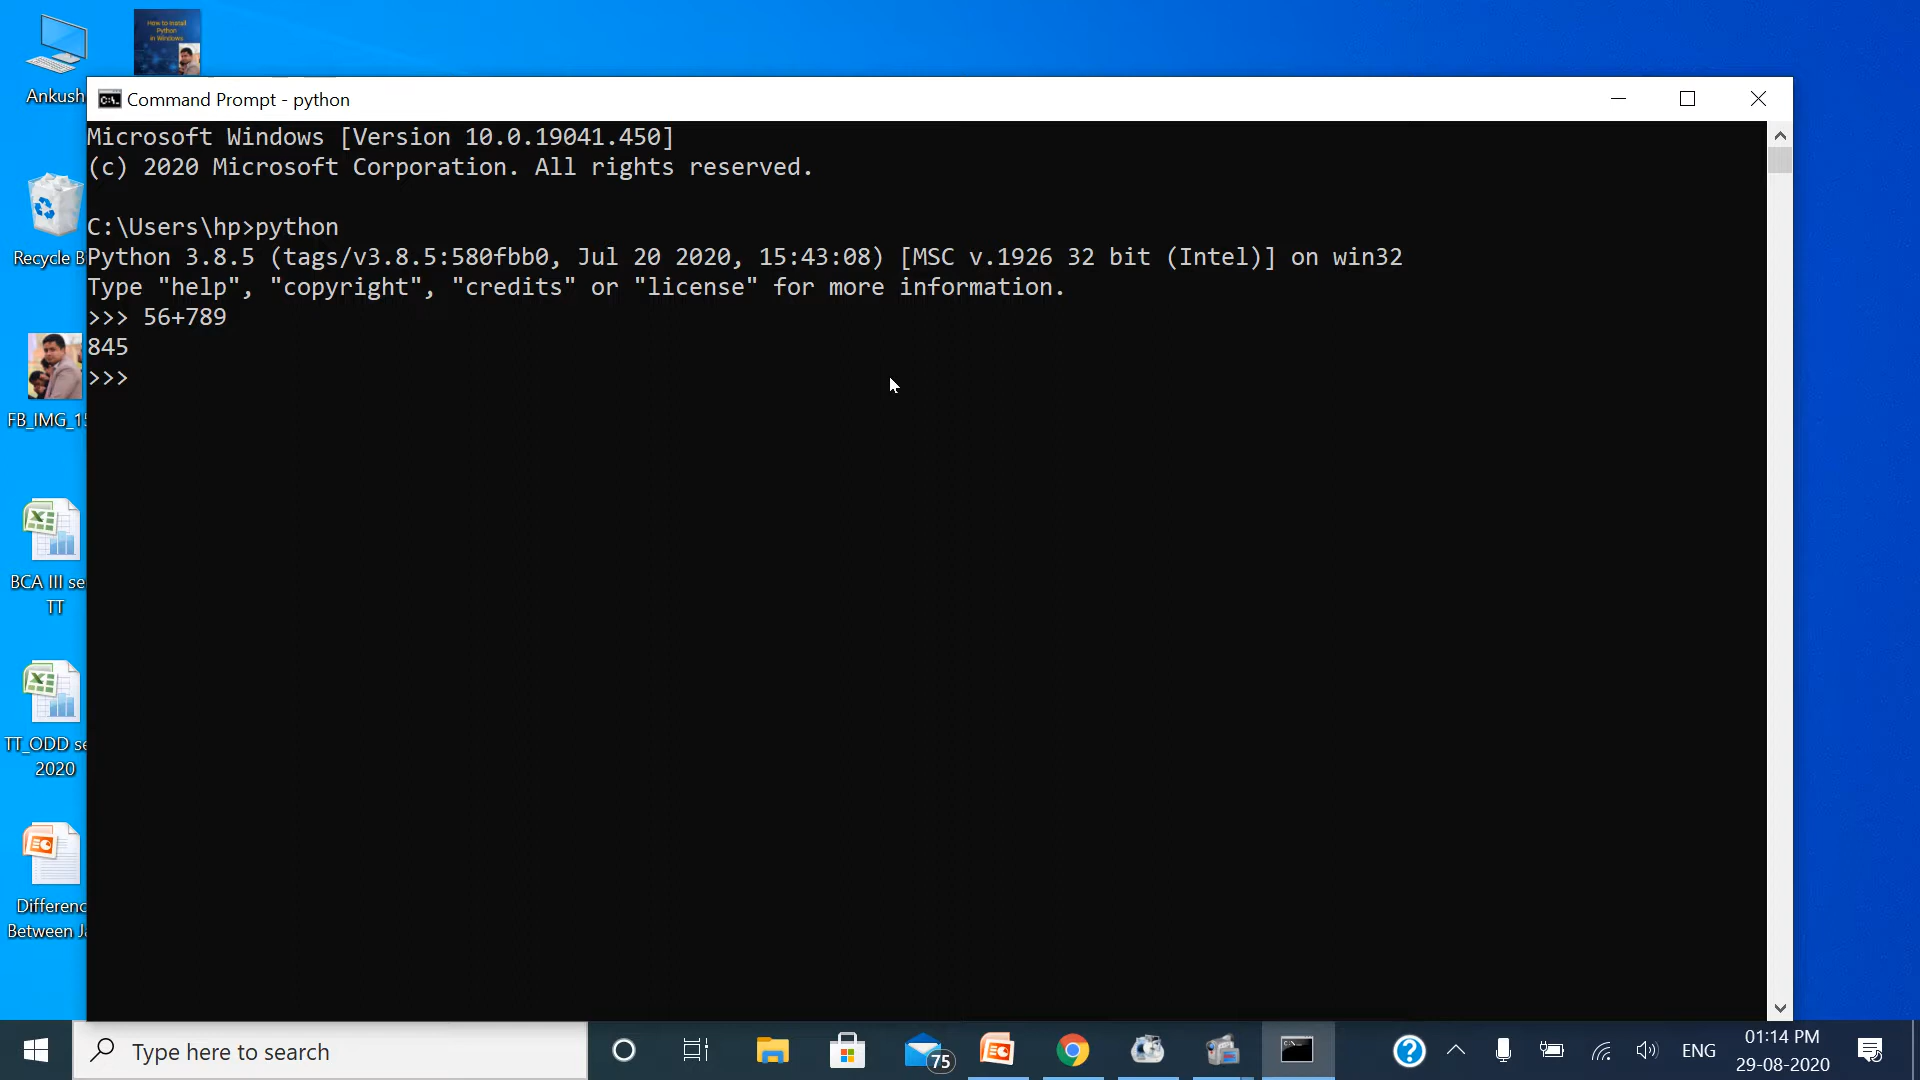 How to Install
Python
in Windows
Ankush
Command Prompt - python
Microsoft Windows [Version 10.0.19041.450]
(c) 2020 Microsoft Corporation. All rights reserved.
C:\Users\hp>python
Python 3.8.5 (tags/v3.8.5:580fbb0, Jul 20 2020, 15:43:08) [MSC v.1926 32 bit (Intel)] on win32
Type "help", "copyright", "credits" or "license" for more information.
>>> 56+789
845
>>>
Recycle B
FB_IMG_15
BCA III se
TT
TT_ODD se
2020
Differenc
Between Ja
Type here to search
75
ENG
01:14 PM
29-08-2020